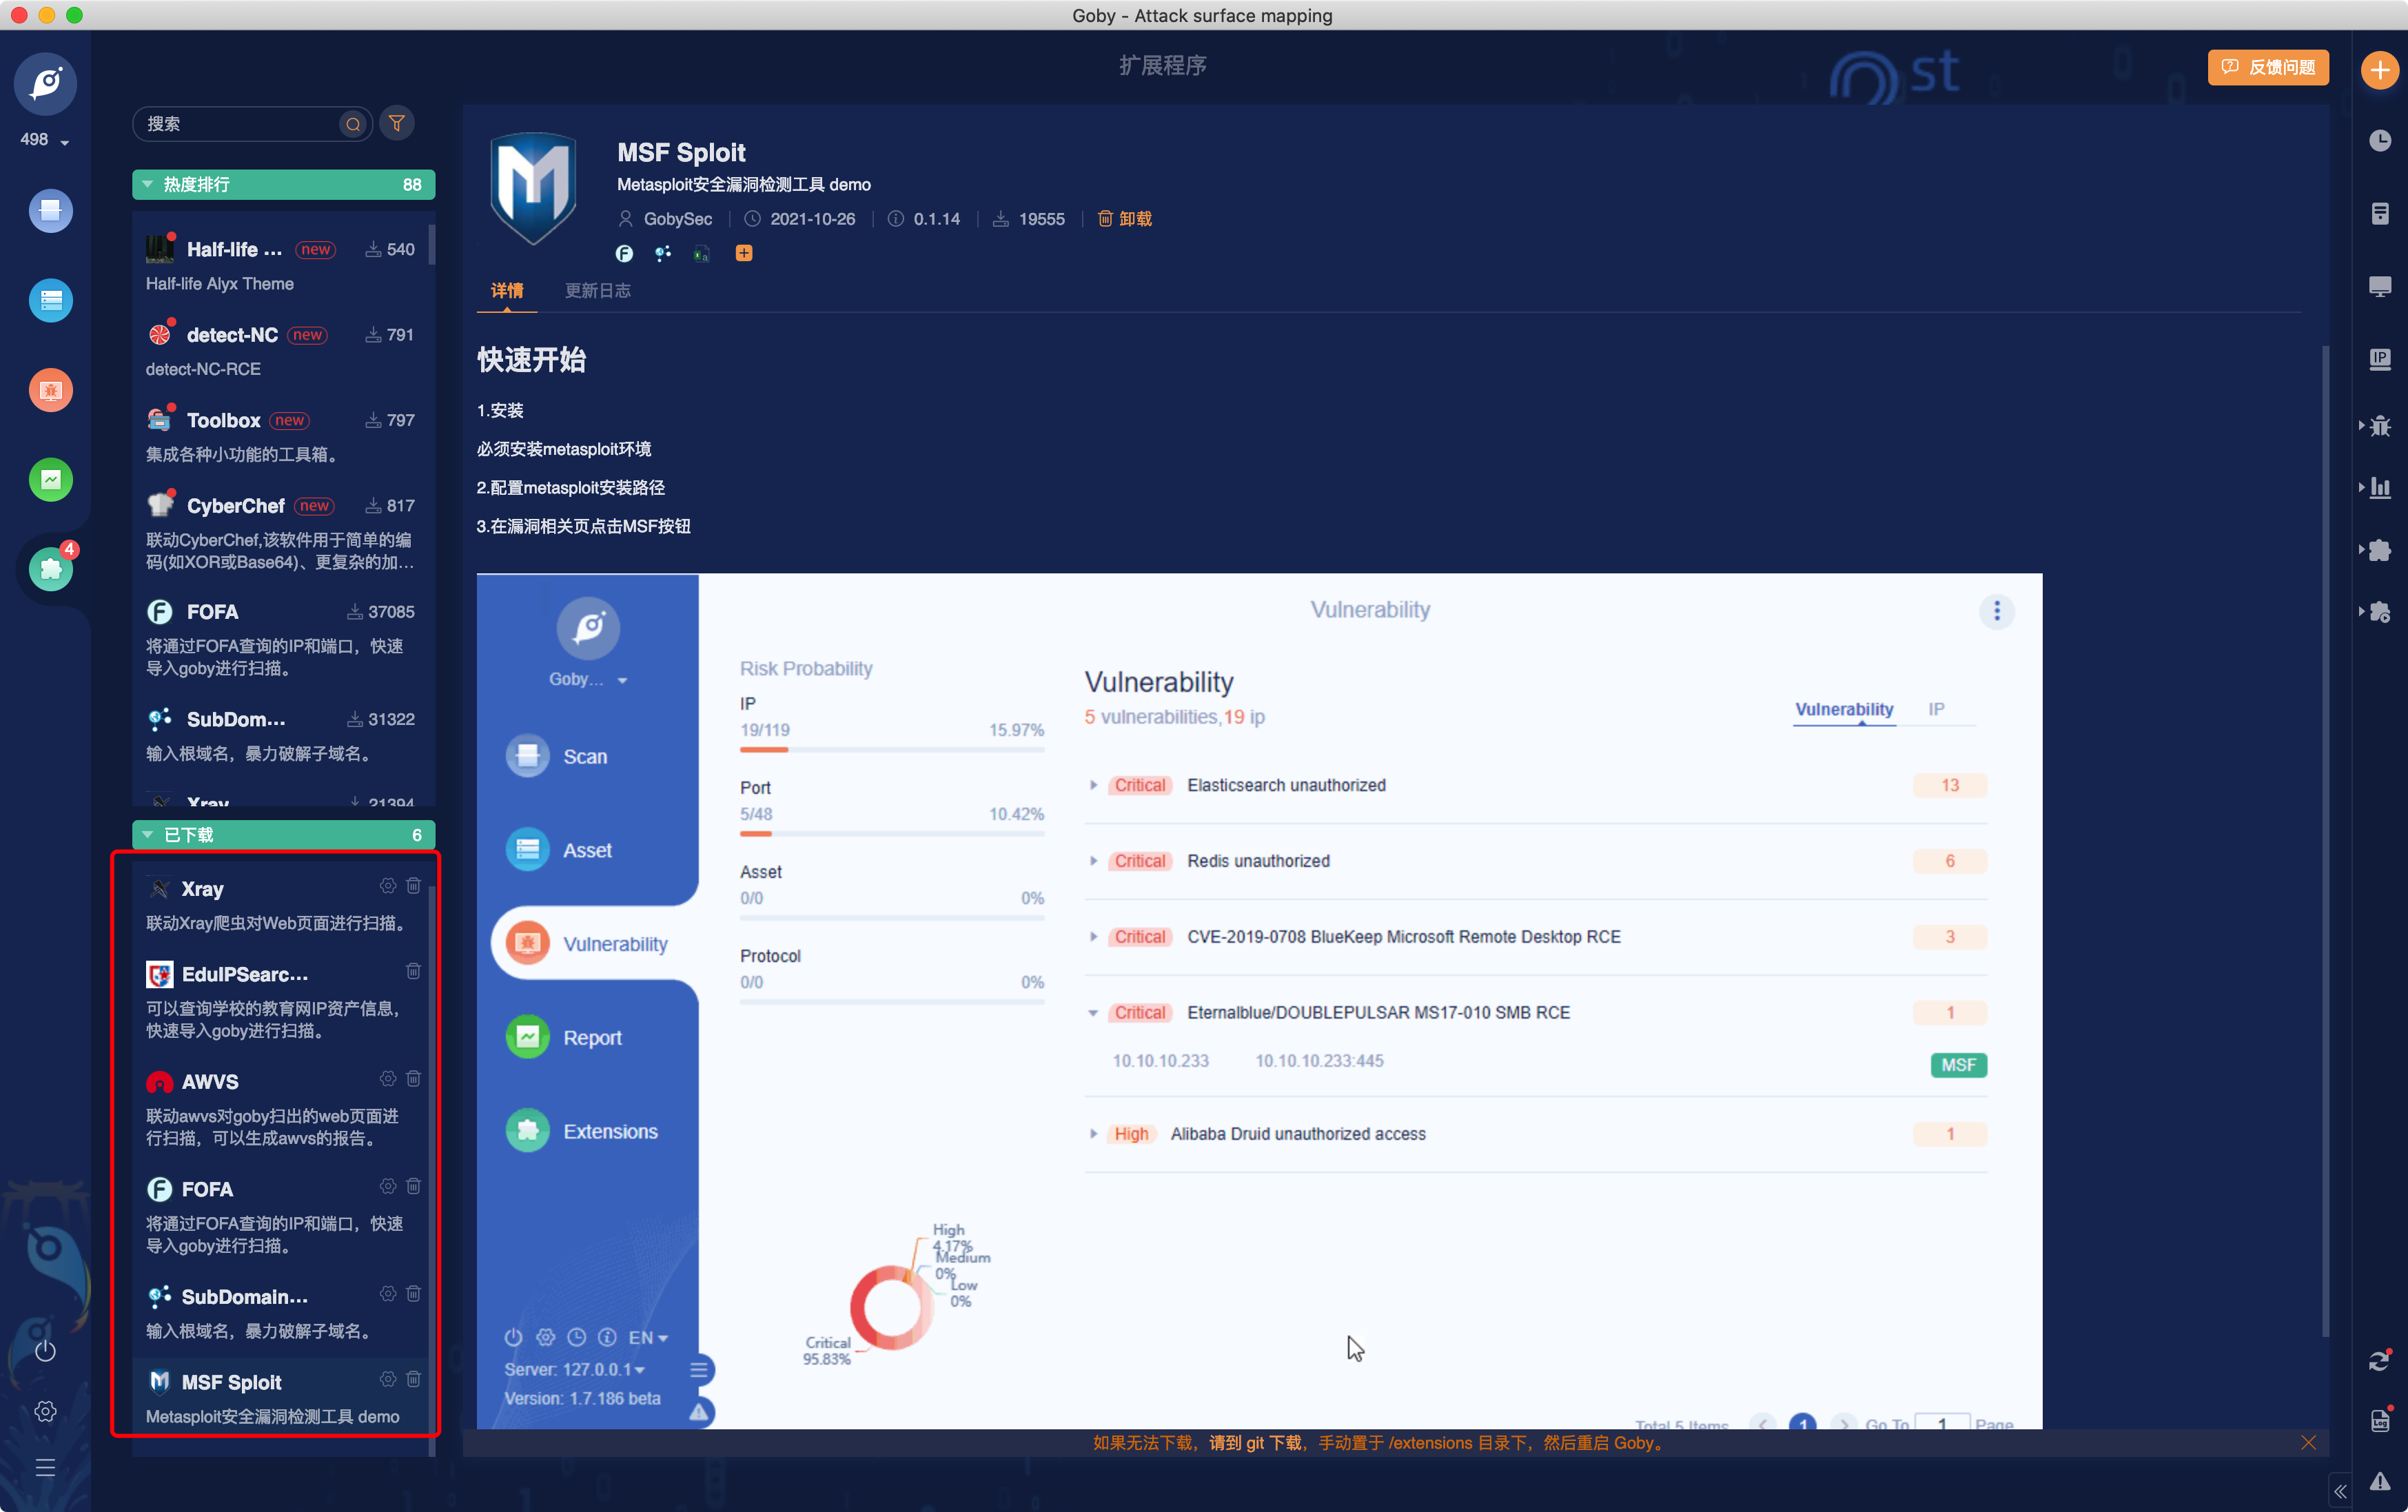 Goby - Attack surface mapping
扩展程序
st
反馈问题
498
搜索
热度排行 88
Half-life ... new 540
Half-life Alyx Theme
detect-NC new 791
detect-NC-RCE
Toolbox new 797
集成各种小功能的工具箱。
CyberChef new 817
联动CyberChef,该软件用于简单的编
码(如XOR或Base64)、更复杂的加...
4
FOFA 37085
将通过FOFA查询的IP和端口，快速
导入goby进行扫描。
SubDom... 31322
输入根域名，暴力破解子域名。
Xray 21394
已下载 6
Xray
联动Xray爬虫对Web页面进行扫描。
EduIPSearc...
可以查询学校的教育网IP资产信息，
快速导入goby进行扫描。
AWVS
联动awvs对goby扫出的web页面进
行扫描，可以生成awvs的报告。
FOFA
将通过FOFA查询的IP和端口，快速
导入goby进行扫描。
SubDomain...
输入根域名，暴力破解子域名。
MSF Sploit
Metasploit安全漏洞检测工具 demo
MSF Sploit
Metasploit安全漏洞检测工具 demo
GobySec 2021-10-26 0.1.14 19555 卸载
详情 更新日志
快速开始
1.安装
必须安装metasploit环境
2.配置metasploit安装路径
3.在漏洞相关页点击MSF按钮
Goby...
Scan
Asset
Vulnerability
Report
Extensions
EN
Server: 127.0.0.1
Version: 1.7.186 beta
Vulnerability
Risk Probability
IP
19/119 15.97%
Port
5/48 10.42%
Asset
0/0 0%
Protocol
0/0 0%
High
4.17%
Medium
0%
Low
0%
Critical
95.83%
Vulnerability
5 vulnerabilities,19 ip
Vulnerability IP
Critical Elasticsearch unauthorized 13
Critical Redis unauthorized 6
Critical CVE-2019-0708 BlueKeep Microsoft Remote Desktop RCE 3
Critical Eternalblue/DOUBLEPULSAR MS17-010 SMB RCE 1
10.10.10.233 10.10.10.233:445 MSF
High Alibaba Druid unauthorized access 1
Total 5 Items 1 Go To 1 Page
如果无法下载，请到 git 下载，手动置于 /extensions 目录下，然后重启 Goby。
IP
Log